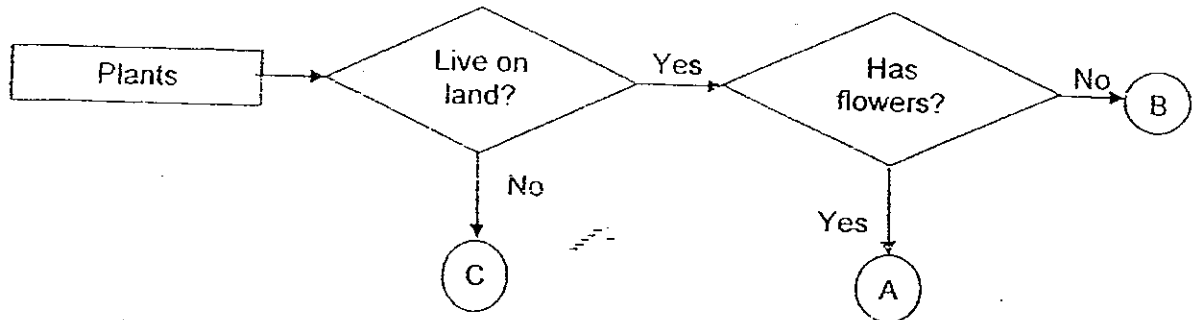 Plants
Live on
land?
Yes
Has
flowers?
No
B
No
Yes
C
A